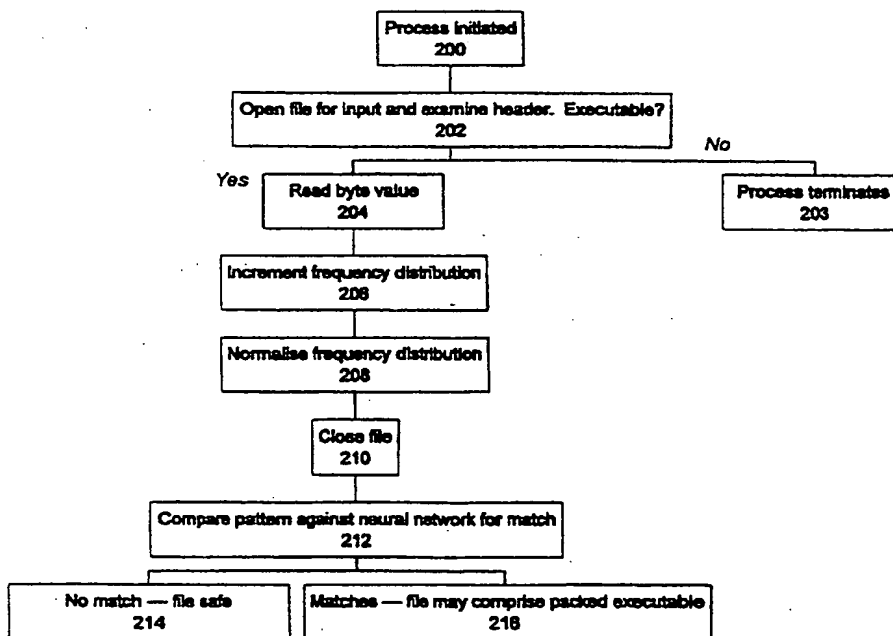 Process initiated
200
Open file for input and examine header. Executable?
202
No
Yes
Read byte value
204
Process terminates
203
Increment frequency distribution
206
Normalise frequency distribution
208
Close file
210
Compare pattern against neural network for match
212
No match — file safe
214
Matches — file may comprise packed executable
216